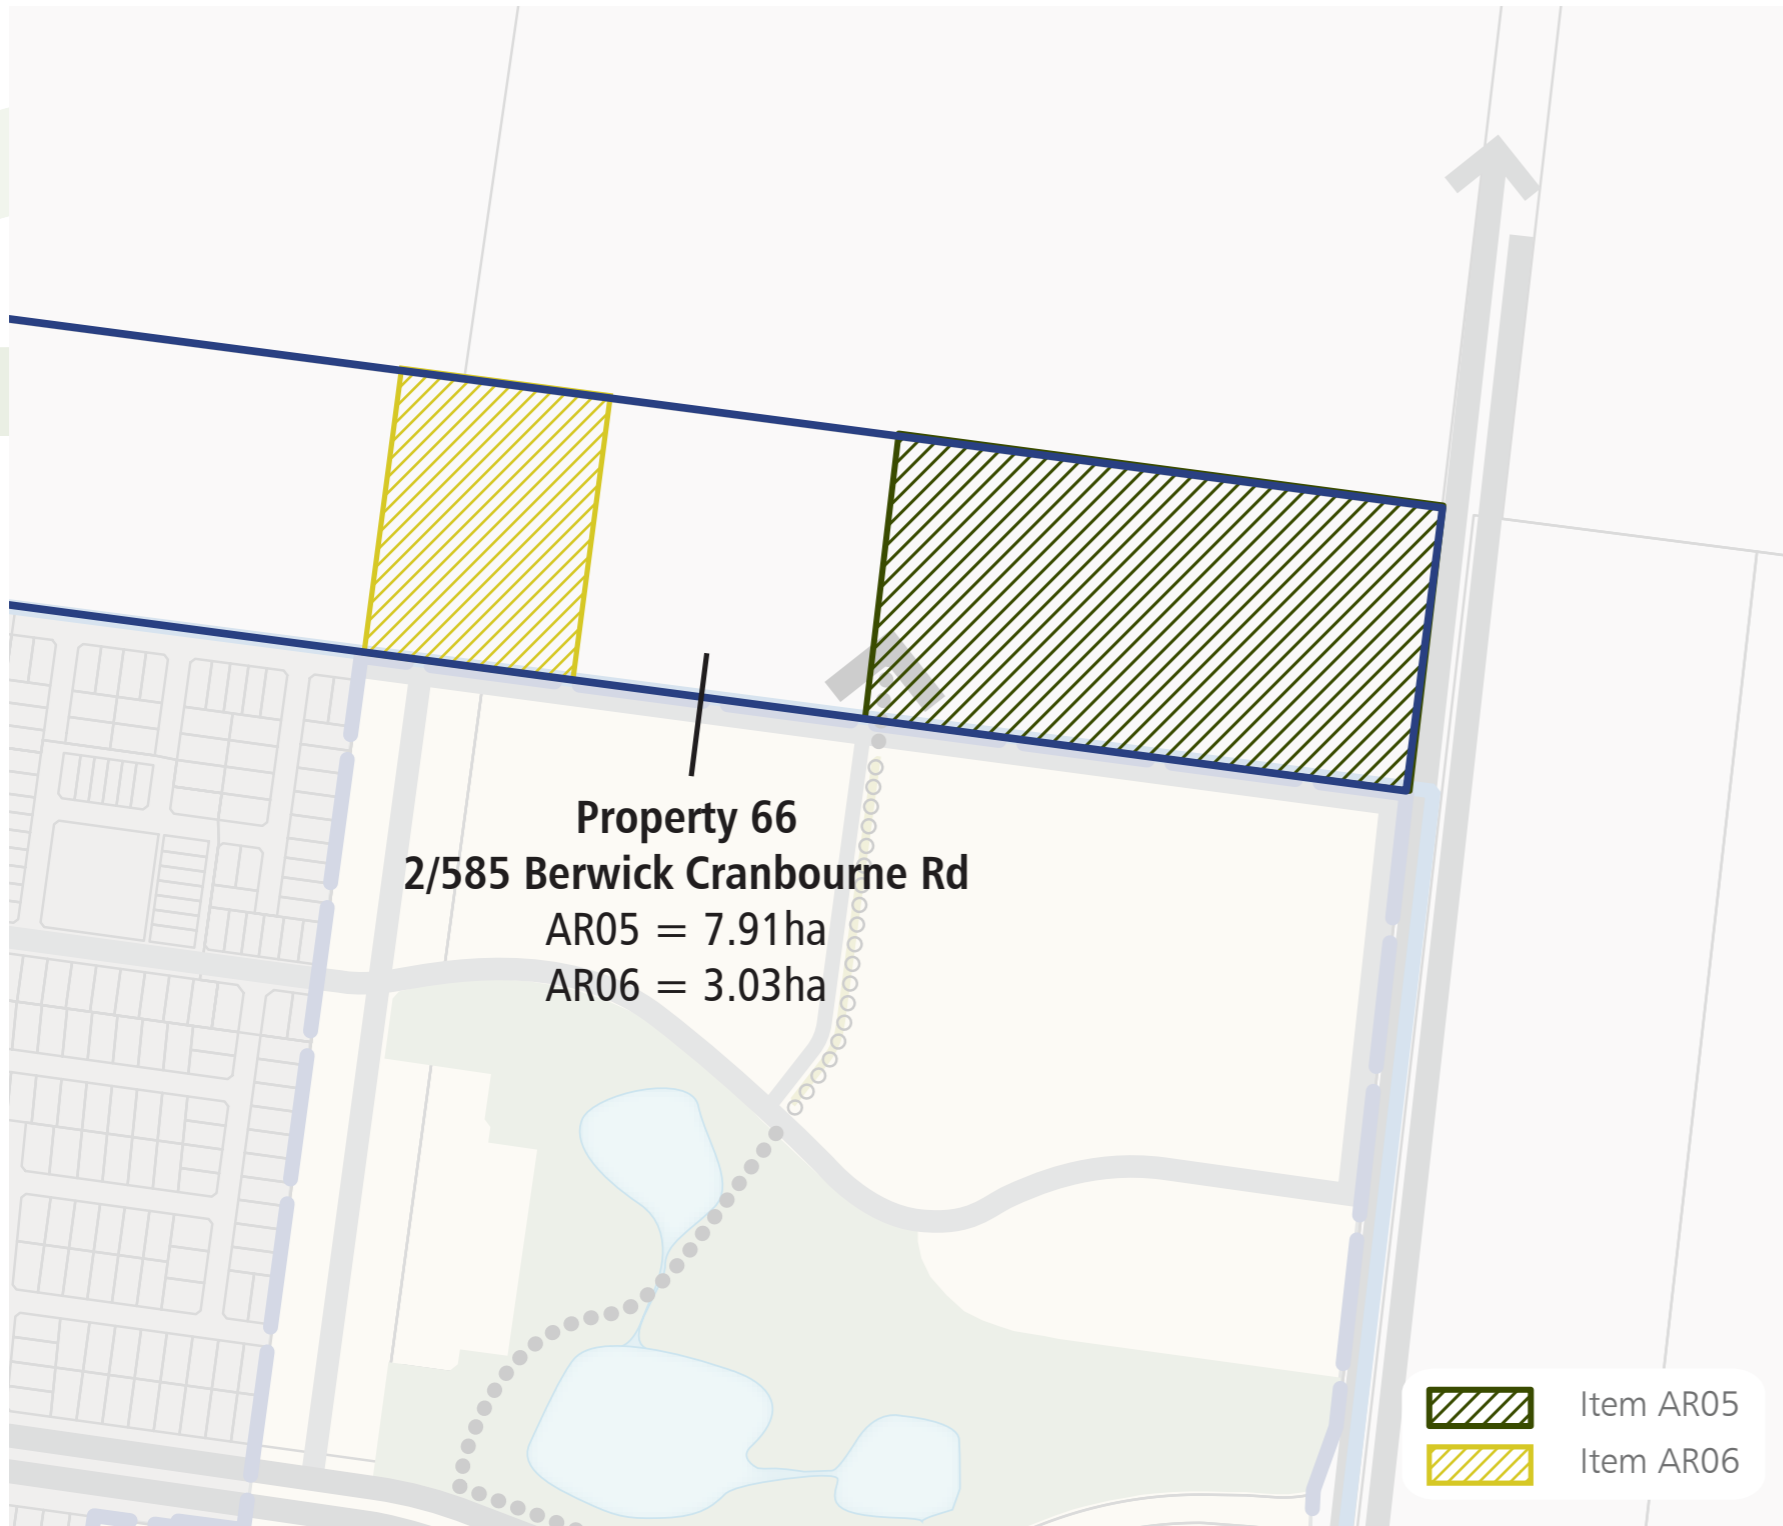 Property 66
2/585 Berwick Cranbourne Rd
AR05 = 7.91ha
AR06 = 3.03ha
Item AR05
Item AR06